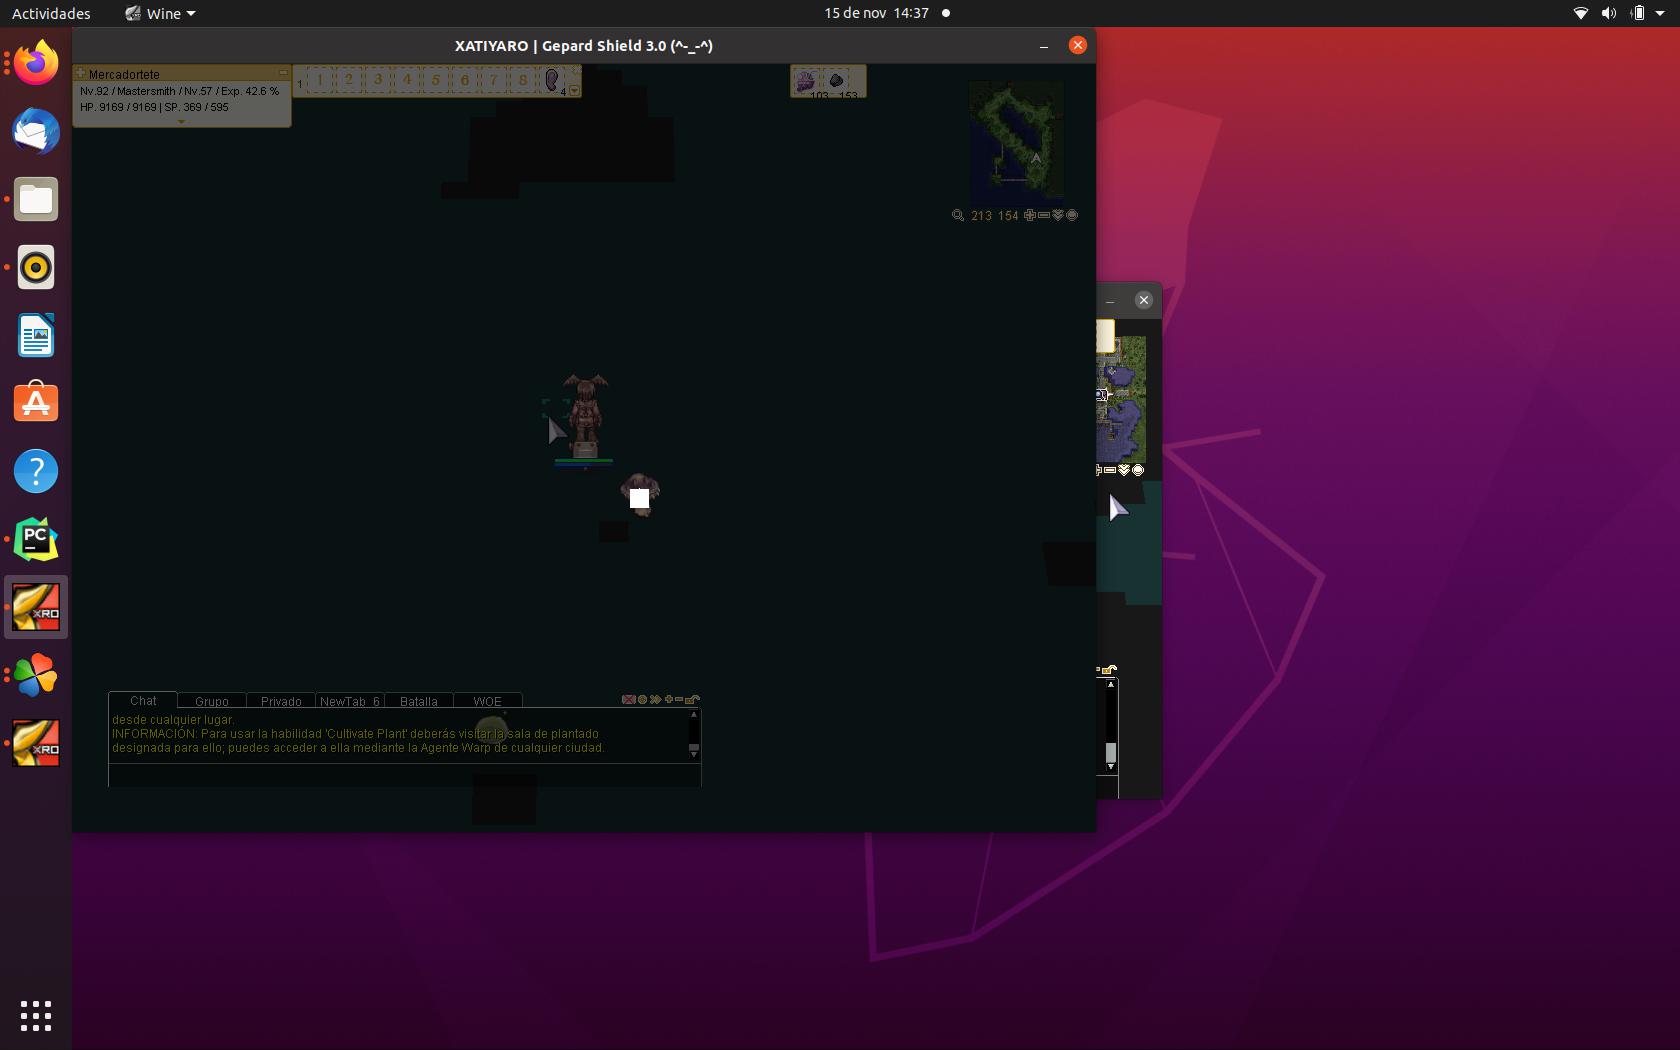 Actividades
Wine
15 de nov 14:37
XATIYARO | Gepard Shield 3.0 (^-_-^)
Mercadortete
Nv.92 / Mastersmith / Nv.57 / Exp. 42.6 %
HP. 9169 / 9169 | SP. 369 / 595
1 1 2 3 4 5 6 7 8 4
103 153
213 154
PC
XRO
XRO
Chat Grupo Privado NewTab_6 Batalla WOE
desde cualquier lugar.
INFORMACIÓN: Para usar la habilidad 'Cultivate Plant' deberás visitar la sala de plantado
designada para ello; puedes acceder a ella mediante la Agente Warp de cualquier ciudad.